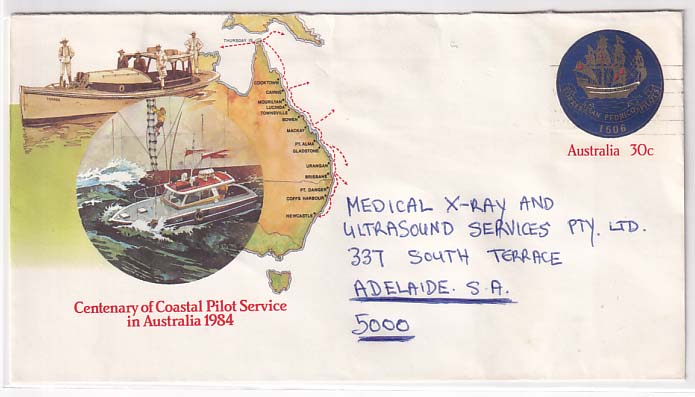 THURSDAY IS.
COOKTOWN
CAIRNS
MOURILYAN
LUCINDA
TOWNSVILLE
BOWEN
MACKAY
PT. ALMA
GLADSTONE
URANGAN
BRISBANE
PT. DANGER
COFFS HARBOUR
NEWCASTLE
Centenary of Coastal Pilot Service
in Australia 1984
1606
Australia 30c
MEDICAL X-RAY AND
ULTRASOUND SERVICES PTY. LTD.
337 SOUTH TERRACE
ADELAIDE. S.A.
5000